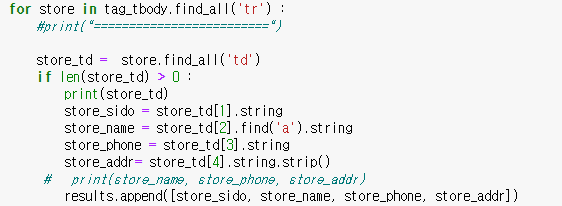 for store in tag_tbody.find_all('tr') :
    #print("=========================")

    store_td =  store.find_all('td')
    if len(store_td) > 0 :
        print(store_td)
        store_sido = store_td[1].string
        store_name= store_td[2].find('a').string
        store_phone = store_td[3].string
        store_addr= store_td[4].string.strip()
     #   print(store_name, store_phone, store_addr)
        results.append([store_sido, store_name, store_phone, store_addr])